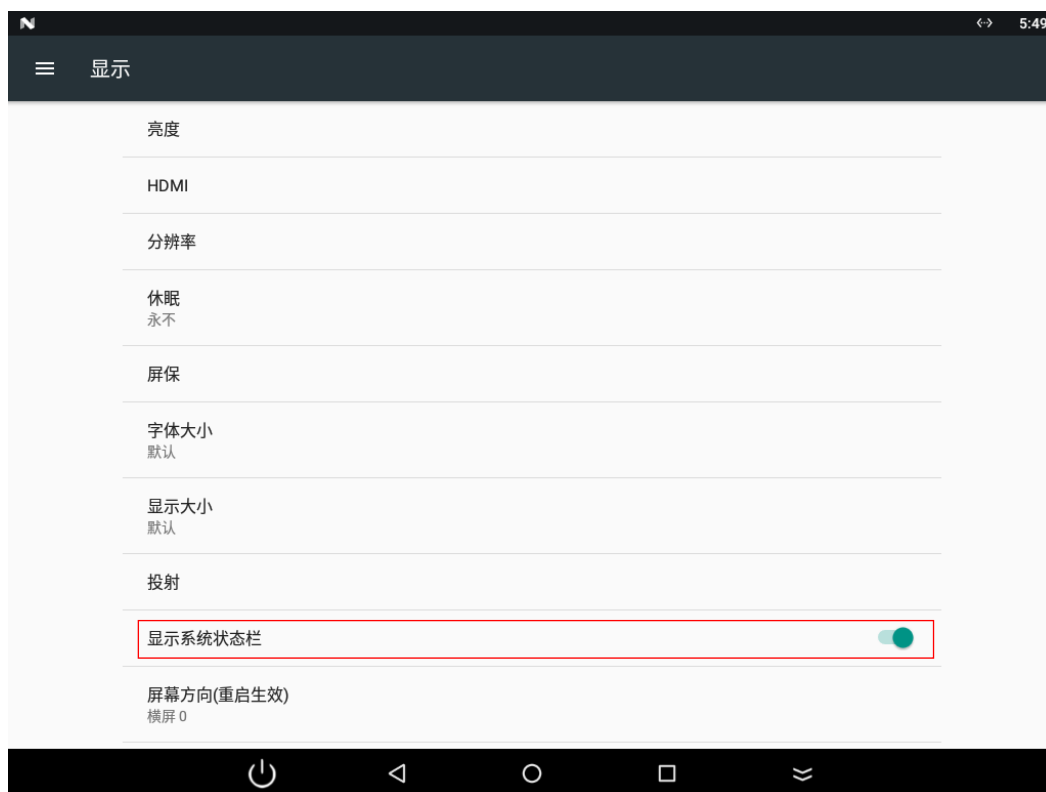 5:49
显示
亮度
HDMI
分辨率
休眠
永不
屏保
字体大小
默认
显示大小
默认
投射
显示系统状态栏
屏幕方向(重启生效)
横屏 0